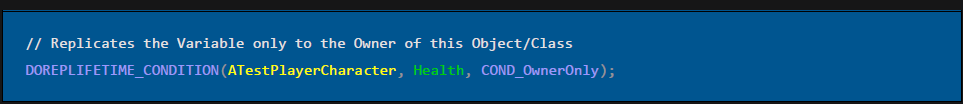 // Replicates the Variable only to the Owner of this Object/Class
DOREPLIFETIME_CONDITION(ATestPlayerCharacter, Health, COND_OwnerOnly);